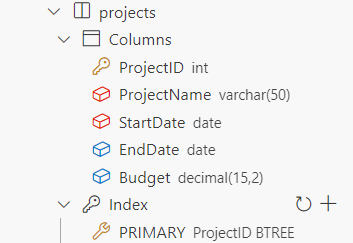 projects
Columns
ProjectID int
ProjectName varchar(50)
StartDate date
EndDate date
Budget decimal(15,2)
Index
PRIMARY ProjectID BTREE